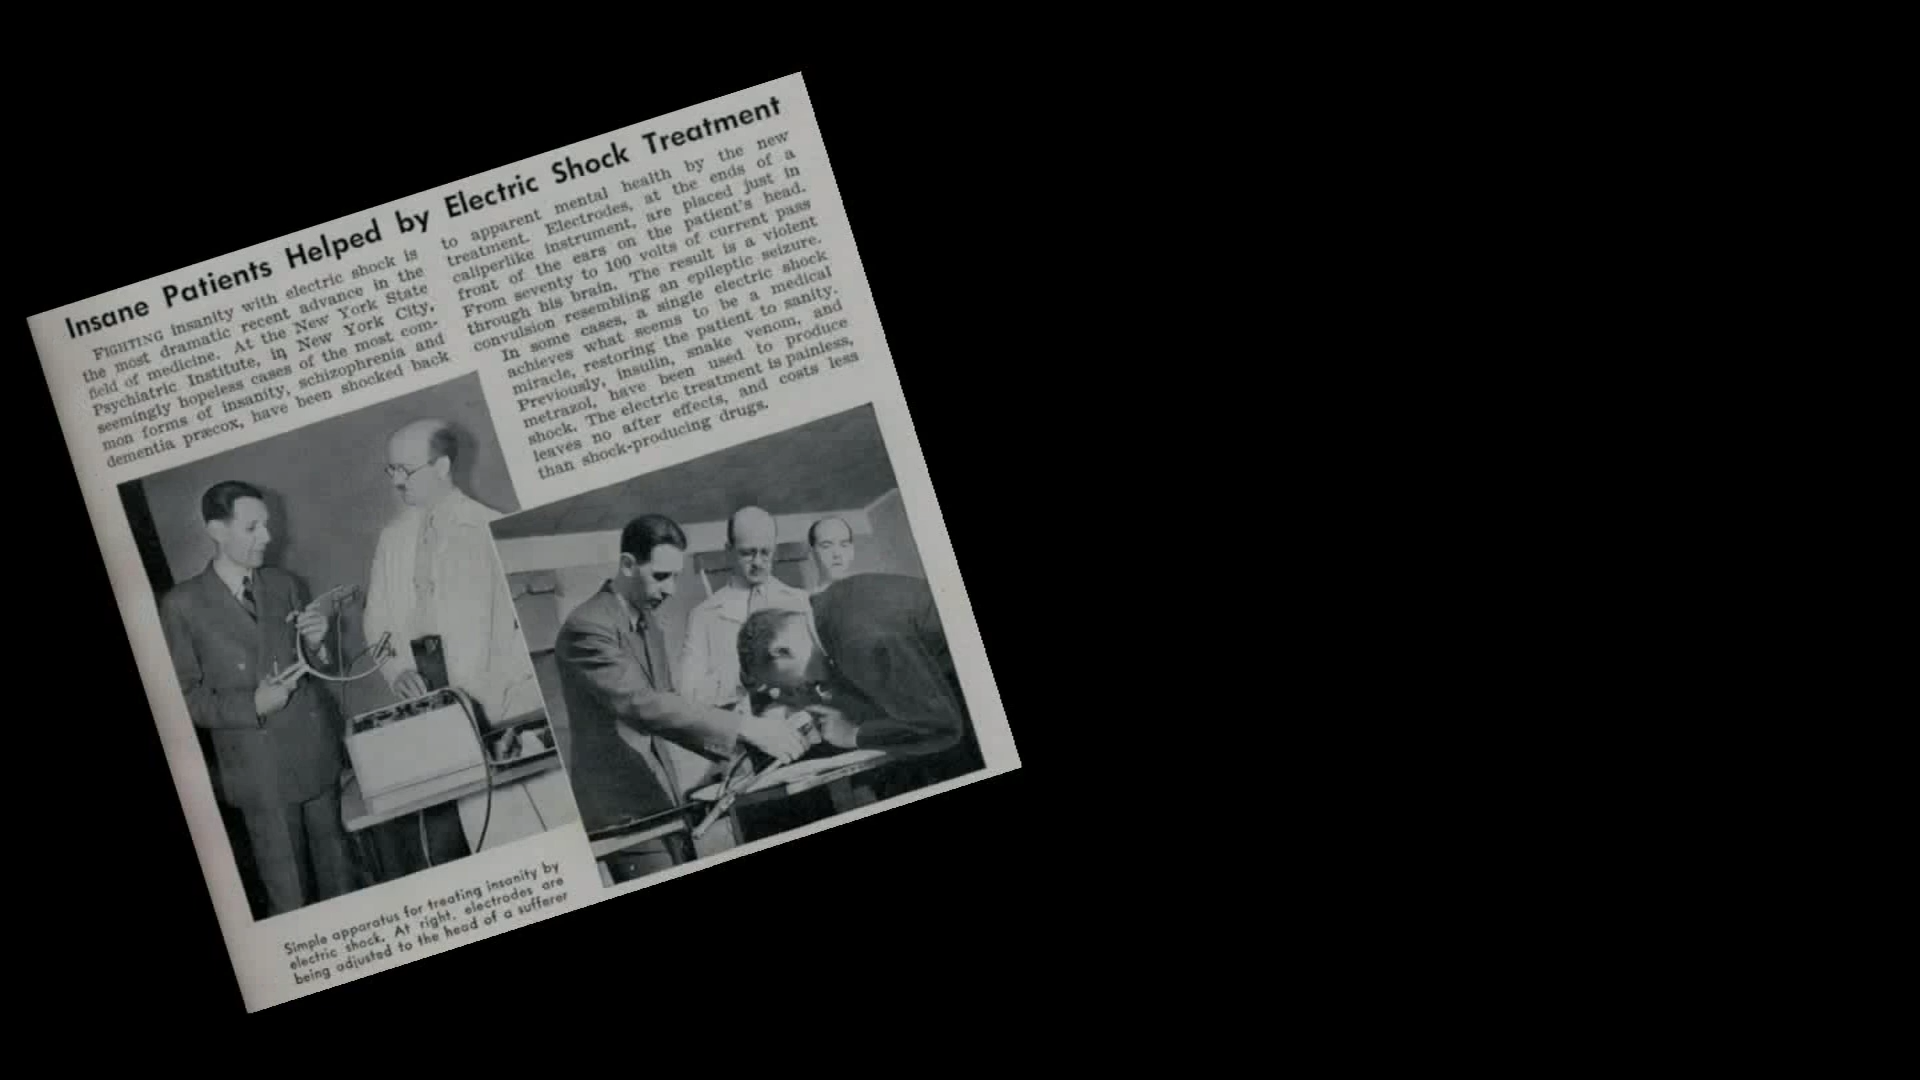 Insane Patients Helped by Electric Shock Treatment
FIGHTING insanity with electric shock is
the most dramatic recent advance in the
field of medicine. At the New York State
Psychiatric Institute, in New York City,
seemingly hopeless cases of the most com-
mon forms of insanity, schizophrenia and
dementia præcox, have been shocked back
to apparent mental health by the new
treatment. Electrodes, at the ends of a
caliperlike instrument, are placed just in
front of the ears on the patient's head.
From seventy to 100 volts of current pass
through his brain. The result is a violent
convulsion resembling an epileptic seizure.
In some cases, a single electric shock
achieves what seems to be a medical
miracle, restoring the patient to sanity.
Previously, insulin, snake venom, and
metrazol, have been used to produce
shock. The electric treatment is painless,
leaves no after effects, and costs less
than shock-producing drugs.
Simple apparatus for treating insanity by
electric shock. At right, electrodes are
being adjusted to the head of a sufferer